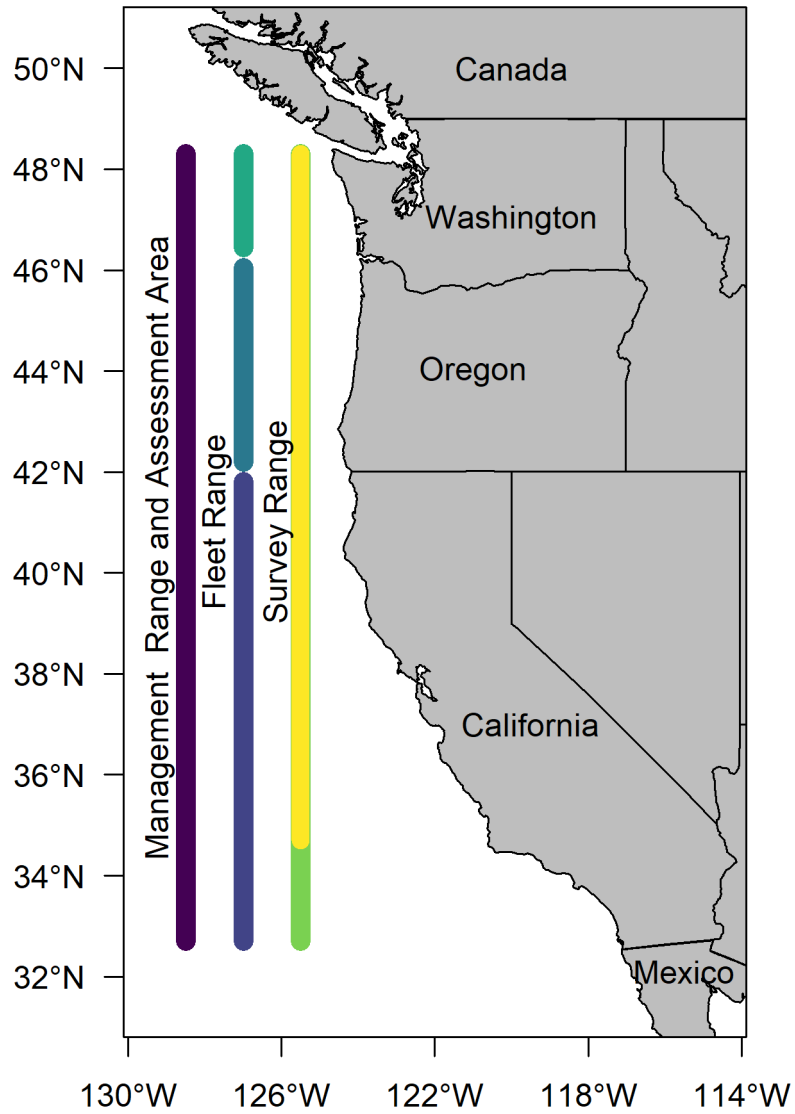 50°N
48°N
46°N
44°N
42°N
40°N
38°N
36°N
34°N
32°N
Management  Range and Assessment Area
Fleet Range
Survey Range
Canada
Washington
Oregon
California
Mexico
130°W
126°W
122°W
118°W
114°W